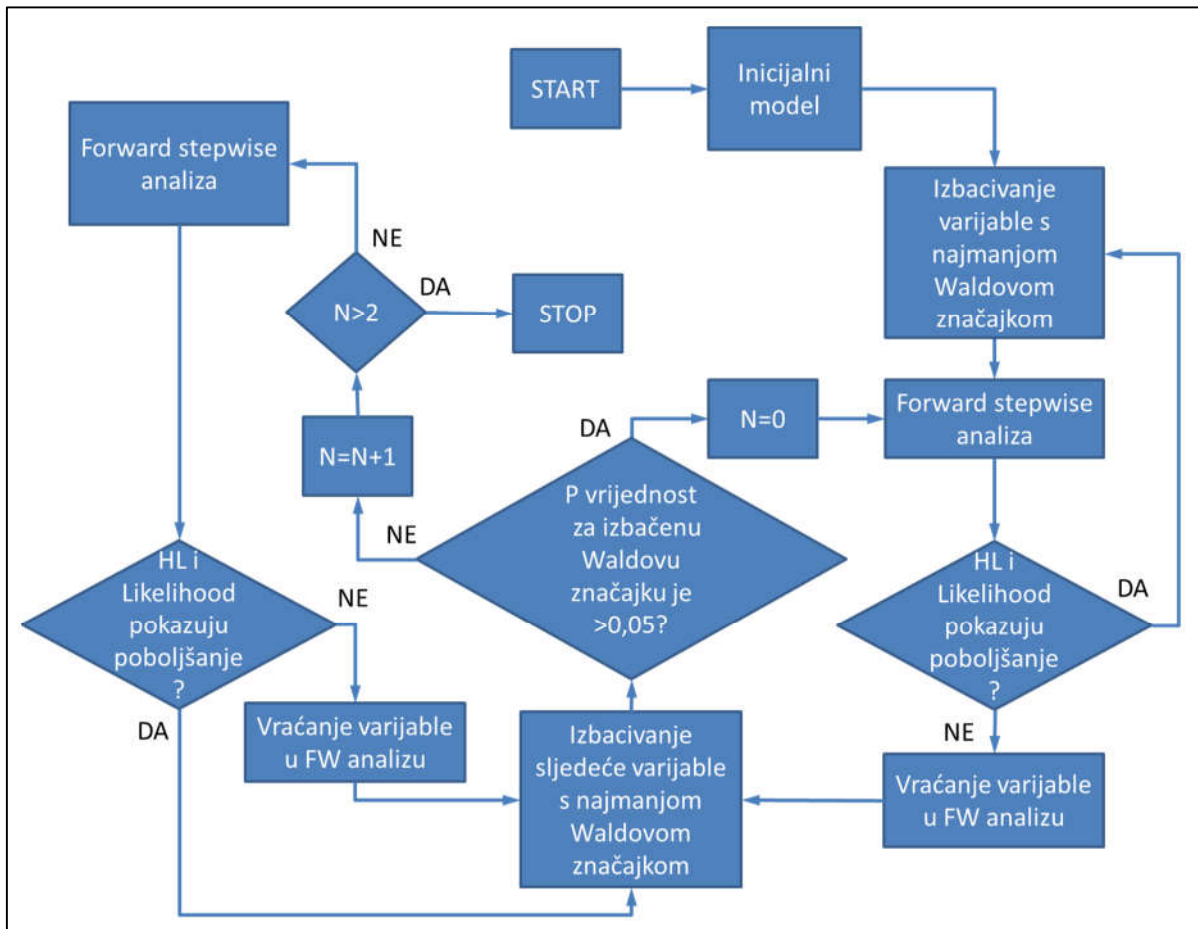 START
Inicijalni
model
Izbacivanje
varijable s
najmanjom
Waldovom
značajkom
Forward stepwise
analiza
HL i
Likelihood
pokazuju
poboljšanje
?
DA
NE
Vraćanje varijable
u FW analizu
Izbacivanje
sljedeće varijable
s najmanjom
Waldovom
značajkom
P vrijednost
za izbačenu
Waldovu
značajku je
>0,05?
DA
N=0
NE
N=N+1
N>2
DA
STOP
NE
Forward stepwise
analiza
HL i
Likelihood
pokazuju
poboljšanje
?
NE
Vraćanje varijable
u FW analizu
DA